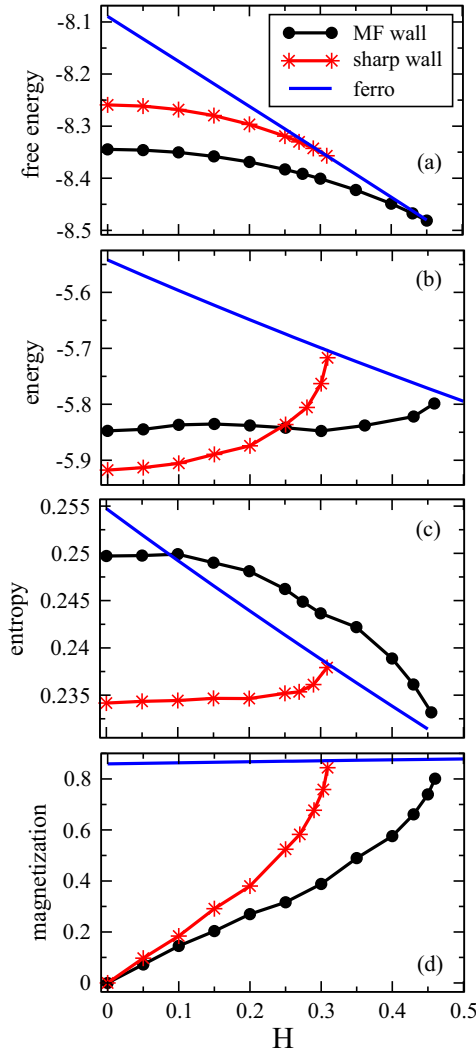 -8.1
-8.2
-8.3
-8.4
-8.5
free energy
MF wall
sharp wall
ferro
(a)
-5.6
-5.7
-5.8
-5.9
energy
(b)
0.255
0.25
0.245
0.24
0.235
entropy
(c)
0.8
0.6
0.4
0.2
0
magnetization
(d)
0 0.1 0.2 0.3 0.4 0.5
H